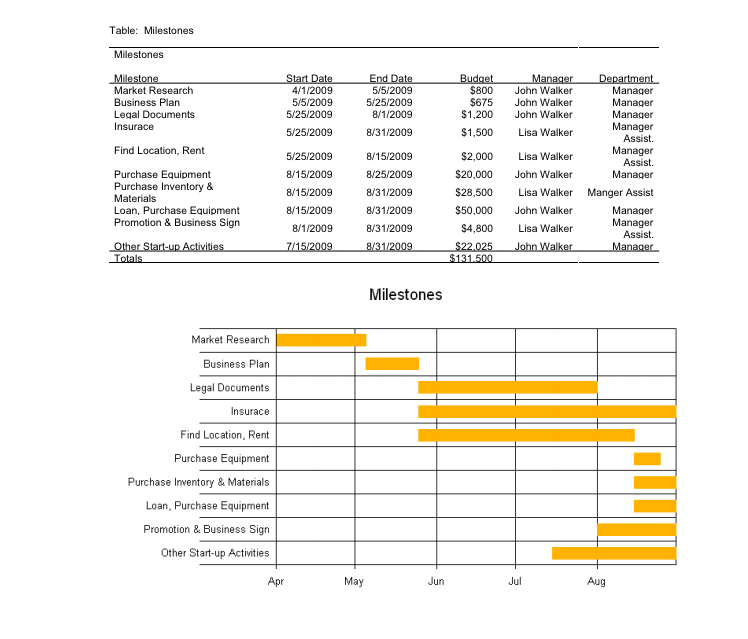 Table: Milestones
Milestones
Milestone Start Date End Date Budget Manager Department
Market Research 4/1/2009 5/5/2009 $800 John Walker Manager
Business Plan 5/5/2009 5/25/2009 $675 John Walker Manager
Legal Documents 5/25/2009 8/1/2009 $1,200 John Walker Manager
Insurace 5/25/2009 8/31/2009 $1,500 Lisa Walker Manager
Assist.
Find Location, Rent 5/25/2009 8/15/2009 $2,000 Lisa Walker Manager
Assist.
Purchase Equipment 8/15/2009 8/25/2009 $20,000 John Walker Manager
Purchase Inventory &
Materials 8/15/2009 8/31/2009 $28,500 Lisa Walker Manger Assist
Loan, Purchase Equipment 8/15/2009 8/31/2009 $50,000 John Walker Manager
Promotion & Business Sign 8/1/2009 8/31/2009 $4,800 Lisa Walker Manager
Assist.
Other Start-up Activities 7/15/2009 8/31/2009 $22,025 John Walker Manager
Totals $131,500
Milestones
Market Research
Business Plan
Legal Documents
Insurace
Find Location, Rent
Purchase Equipment
Purchase Inventory & Materials
Loan, Purchase Equipment
Promotion & Business Sign
Other Start-up Activities
Apr May Jun Jul Aug